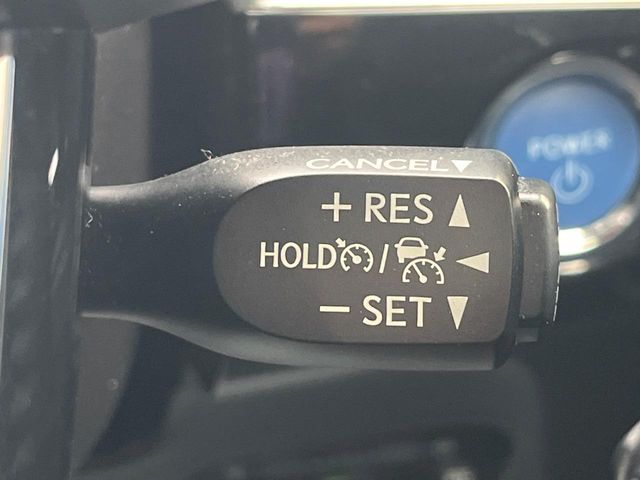 CANCEL
+ RES
HOLD /
- SET
POWER